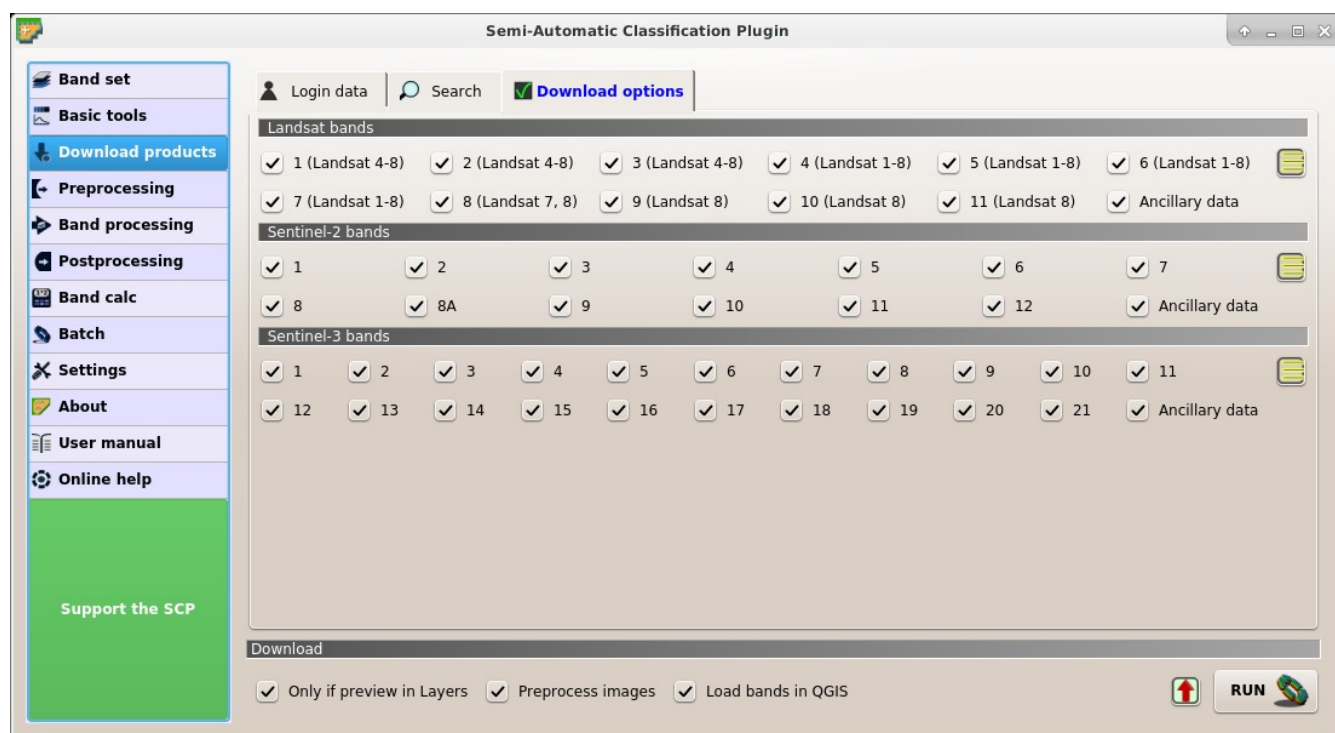 Semi-Automatic Classification Plugin
Band set
Basic tools
Download products
Preprocessing
Band processing
Postprocessing
Band calc
Batch
Settings
About
User manual
Online help
Support the SCP
Login data Search Download options
Landsat bands
1 (Landsat 4-8) 2 (Landsat 4-8) 3 (Landsat 4-8) 4 (Landsat 1-8) 5 (Landsat 1-8) 6 (Landsat 1-8)
7 (Landsat 1-8) 8 (Landsat 7, 8) 9 (Landsat 8) 10 (Landsat 8) 11 (Landsat 8) Ancillary data
Sentinel-2 bands
1 2 3 4 5 6 7
8 8A 9 10 11 12 Ancillary data
Sentinel-3 bands
1 2 3 4 5 6 7 8 9 10 11
12 13 14 15 16 17 18 19 20 21 Ancillary data
Download
Only if preview in Layers Preprocess images Load bands in QGIS RUN